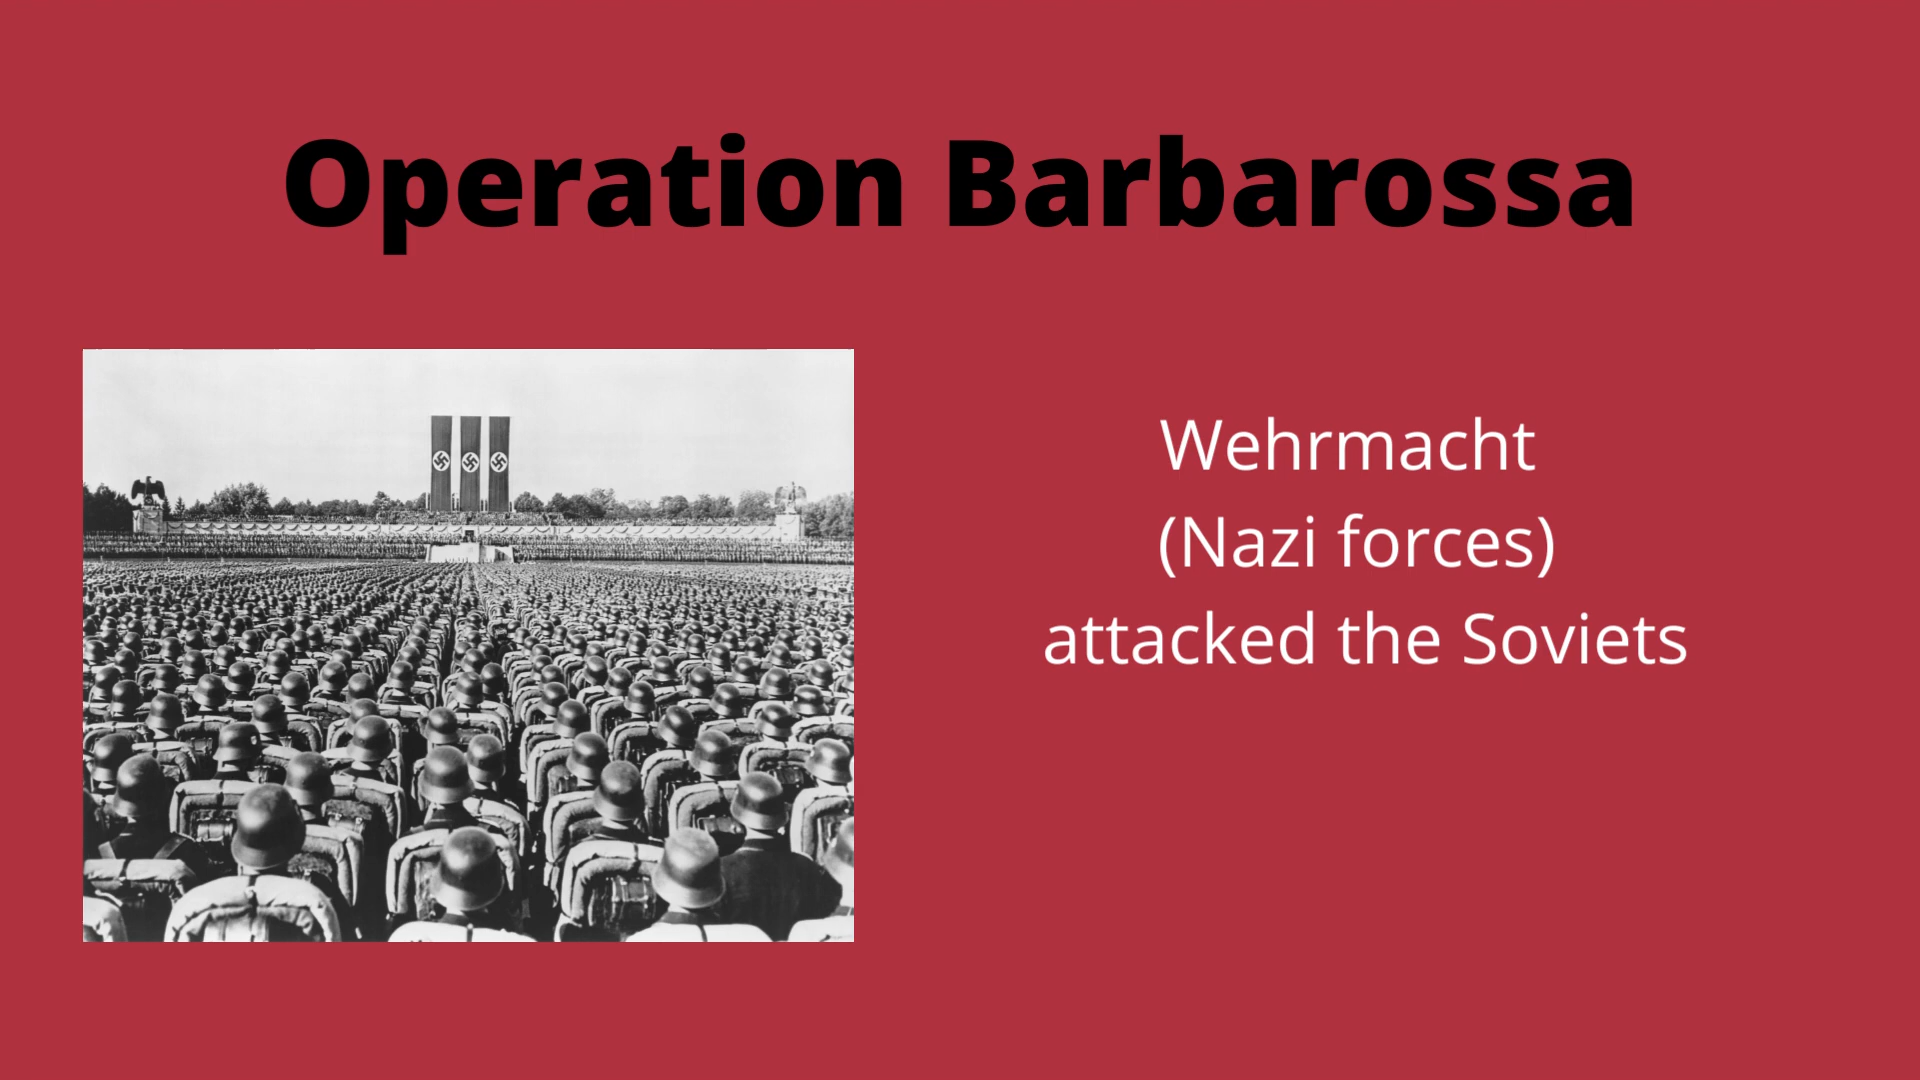 Operation Barbarossa
Wehrmacht
(Nazi forces)
attacked the Soviets